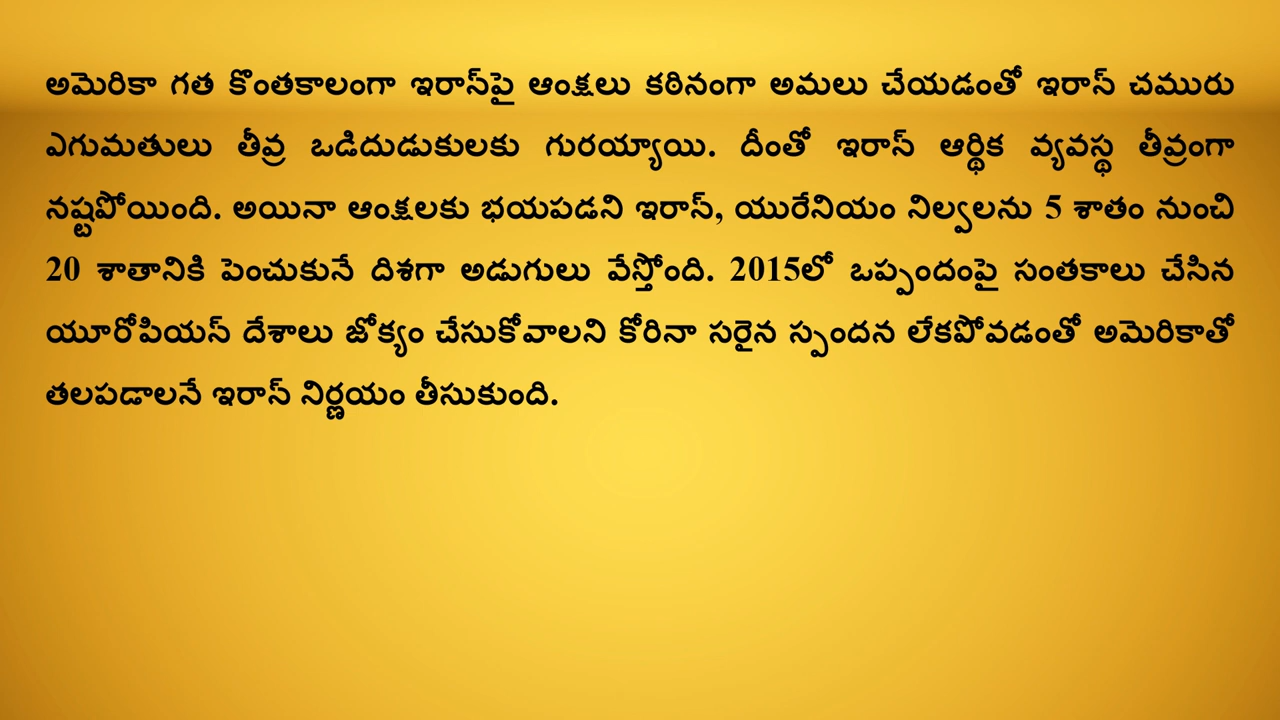 అమెరికా గత కొంతకాలంగా ఇరాన్‌పై ఆంక్షలు కఠినంగా అమలు చేయడంతో ఇరాన్ చమురు
ఎగుమతులు తీవ్ర ఒడిదుడుకులకు గురయ్యాయి. దీంతో ఇరాన్ ఆర్థిక వ్యవస్థ తీవ్రంగా
నష్టపోయింది. అయినా ఆంక్షలకు భయపడని ఇరాన్, యురేనియం నిల్వలను 5 శాతం నుంచి
20 శాతానికి పెంచుకునే దిశగా అడుగులు వేస్తోంది. 2015లో ఒప్పందంపై సంతకాలు చేసిన
యూరోపియన్ దేశాలు జోక్యం చేసుకోవాలని కోరినా సరైన స్పందన లేకపోవడంతో అమెరికాతో
తలపడాలనే ఇరాన్ నిర్ణయం తీసుకుంది.